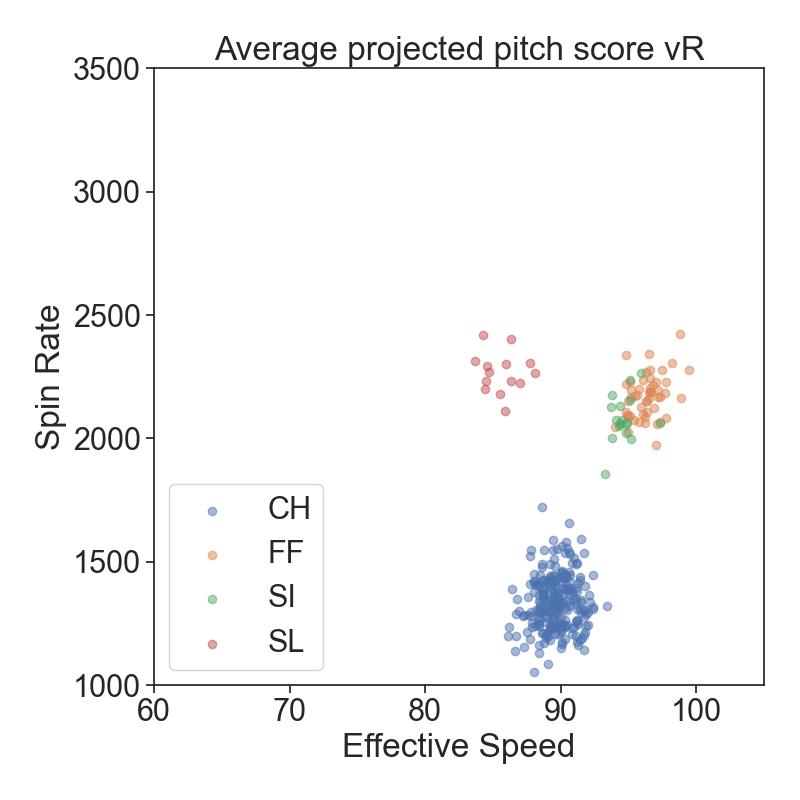 Average projected pitch score vR
3500
3000
2500
2000
1500
1000
Spin Rate
CH
FF
SI
SL
60 70 80 90 100
Effective Speed